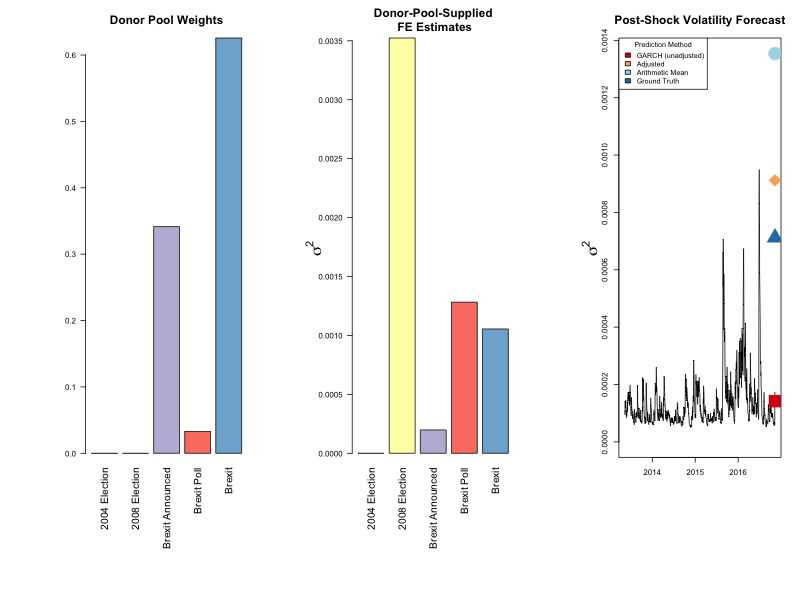 Donor Pool Weights
0.6
0.5
0.4
0.3
0.2
0.1
0.0
2004 Election
2008 Election
Brexit Announced
Brexit Poll
Brexit
Donor-Pool-Supplied
FE Estimates
σ²
0.0035
0.0030
0.0025
0.0020
0.0015
0.0010
0.0005
0.0000
2004 Election
2008 Election
Brexit Announced
Brexit Poll
Brexit
Post-Shock Volatility Forecast
σ²
0.0014
0.0012
0.0010
0.0008
0.0006
0.0004
0.0002
0.0000
Prediction Method
GARCH (unadjusted)
Adjusted
Arithmetic Mean
Ground Truth
2014
2015
2016